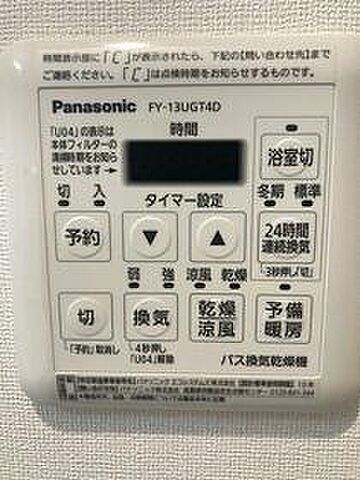 時間表示部に「C」が表示されたら、下記の【問い合わせ先】まで
ご連絡ください。「C」は点検時期をお知らせするものです。
Panasonic FY-13UGT4D
「U04」の表示は
本体フィルターの
清掃時期をお知ら
せしています→
時間
浴室切
切 入
タイマー設定
冬期 標準
予約
▼
▲
24時間
連続換気
「3秒押し「切」
弱 強 涼風 乾燥
切
換気
乾燥
涼風
予備
暖房
「予約」取消し
4秒押し
「U04」解除
バス換気乾燥機